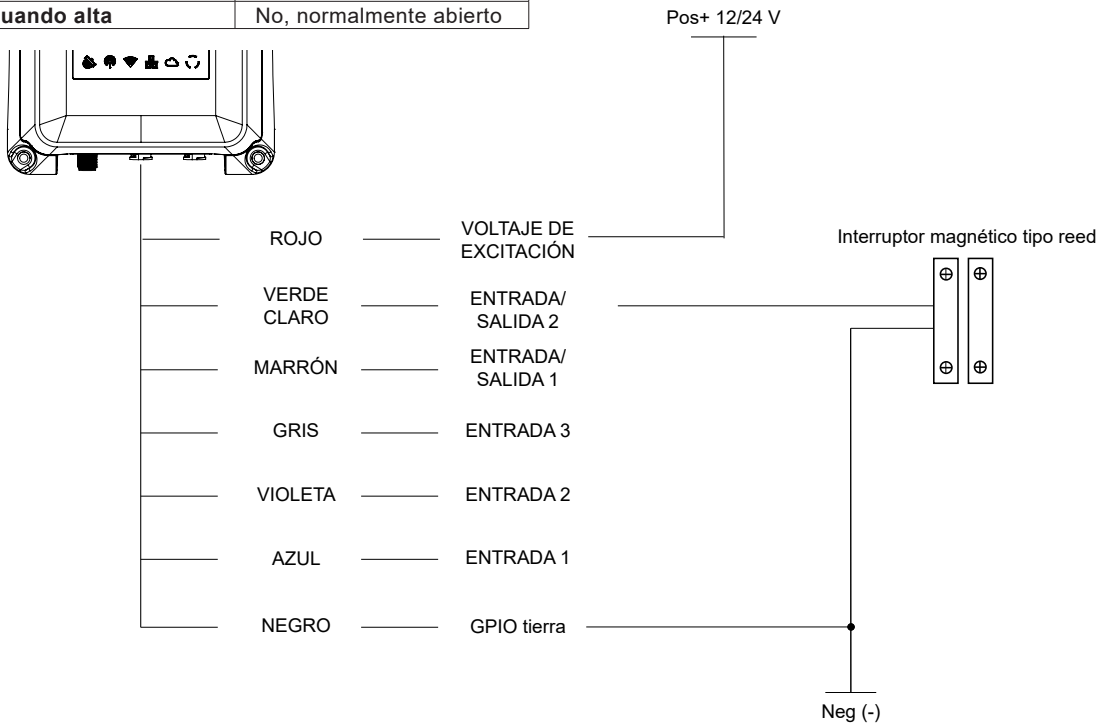 uando alta No, normalmente abierto
Pos+ 12/24 V
ROJO
VOLTAJE DE
EXCITACIÓN
Interruptor magnético tipo reed
VERDE
CLARO
ENTRADA/
SALIDA 2
MARRÓN
ENTRADA/
SALIDA 1
GRIS
ENTRADA 3
VIOLETA
ENTRADA 2
AZUL
ENTRADA 1
NEGRO
GPIO tierra
Neg (-)